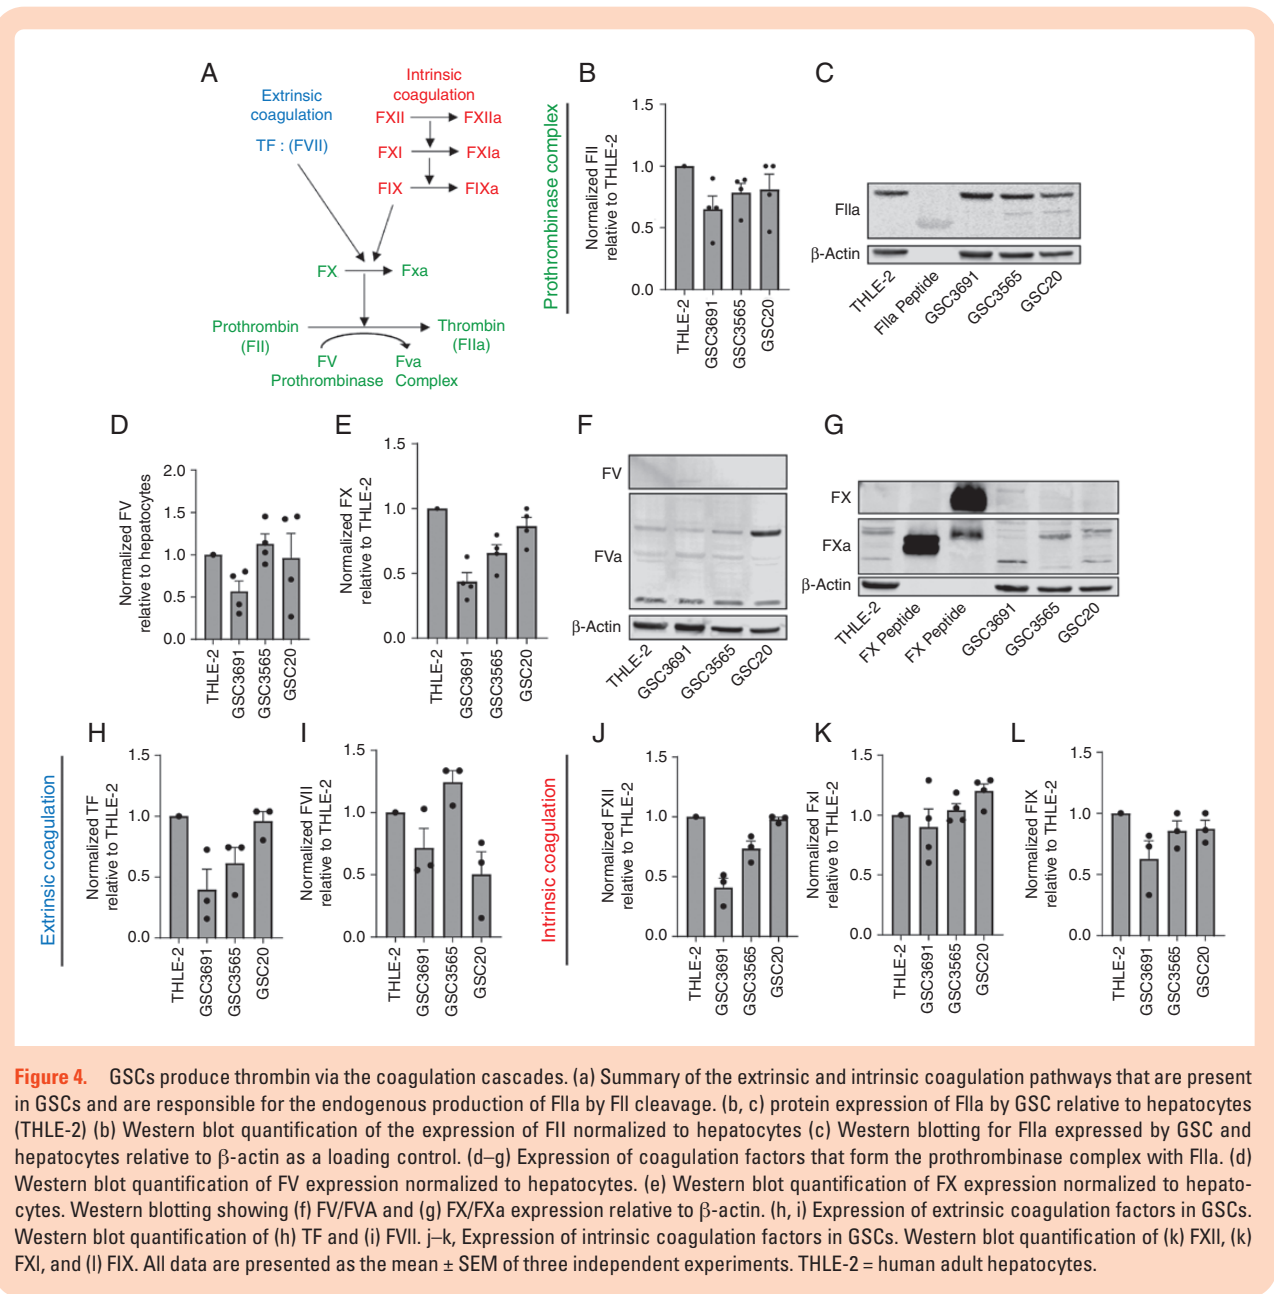 A
Extrinsic
coagulation
TF : (FVII)
Intrinsic
coagulation
FXII
FXIIa
FXI
FXIa
FIX
FIXa
FX
Fxa
Prothrombin
(FII)
Thrombin
(FIIa)
FV
Fva
Prothrombinase
Complex
Prothrombinase complex
B
Normalized FII
relative to THLE-2
1.5
1.0
0.5
0.0
THLE-2
GSC3691
GSC3565
GSC20
C
FIIa
β-Actin
THLE-2
FIIa Peptide
GSC3691
GSC3565
GSC20
D
Normalized FV
relative to hepatocytes
2.0
1.5
1.0
0.5
0.0
THLE-2
GSC3691
GSC3565
GSC20
E
Normalized FX
relative to THLE-2
1.5
1.0
0.5
0.0
THLE-2
GSC3691
GSC3565
GSC20
F
FV
FVa
β-Actin
THLE-2
GSC3691
GSC3565
GSC20
G
FX
FXa
β-Actin
THLE-2
FX Peptide
FX Peptide
GSC3691
GSC3565
GSC20
Extrinsic coagulation
H
Normalized TF
relative to THLE-2
1.5
1.0
0.5
0.0
THLE-2
GSC3691
GSC3565
GSC20
I
Normalized FVII
relative to THLE-2
1.5
1.0
0.5
0.0
THLE-2
GSC3691
GSC3565
GSC20
Intrinsic coagulation
J
Normalized FXII
relative to THLE-2
1.5
1.0
0.5
0.0
THLE-2
GSC3691
GSC3565
GSC20
K
Normalized FxI
relative to THLE-2
1.5
1.0
0.5
0.0
THLE-2
GSC3691
GSC3565
GSC20
L
Normalized FIX
relative to THLE-2
1.5
1.0
0.5
0.0
THLE-2
GSC3691
GSC3565
GSC20
Figure 4. GSCs produce thrombin via the coagulation cascades. (a) Summary of the extrinsic and intrinsic coagulation pathways that are present
in GSCs and are responsible for the endogenous production of FIIa by FII cleavage. (b, c) protein expression of FIIa by GSC relative to hepatocytes
(THLE-2) (b) Western blot quantification of the expression of FII normalized to hepatocytes (c) Western blotting for FIIa expressed by GSC and
hepatocytes relative to β-actin as a loading control. (d–g) Expression of coagulation factors that form the prothrombinase complex with FIIa. (d)
Western blot quantification of FV expression normalized to hepatocytes. (e) Western blot quantification of FX expression normalized to hepato-
cytes. Western blotting showing (f) FV/FVA and (g) FX/FXa expression relative to β-actin. (h, i) Expression of extrinsic coagulation factors in GSCs.
Western blot quantification of (h) TF and (i) FVII. j–k, Expression of intrinsic coagulation factors in GSCs. Western blot quantification of (k) FXII, (k)
FXI, and (l) FIX. All data are presented as the mean ± SEM of three independent experiments. THLE-2 = human adult hepatocytes.